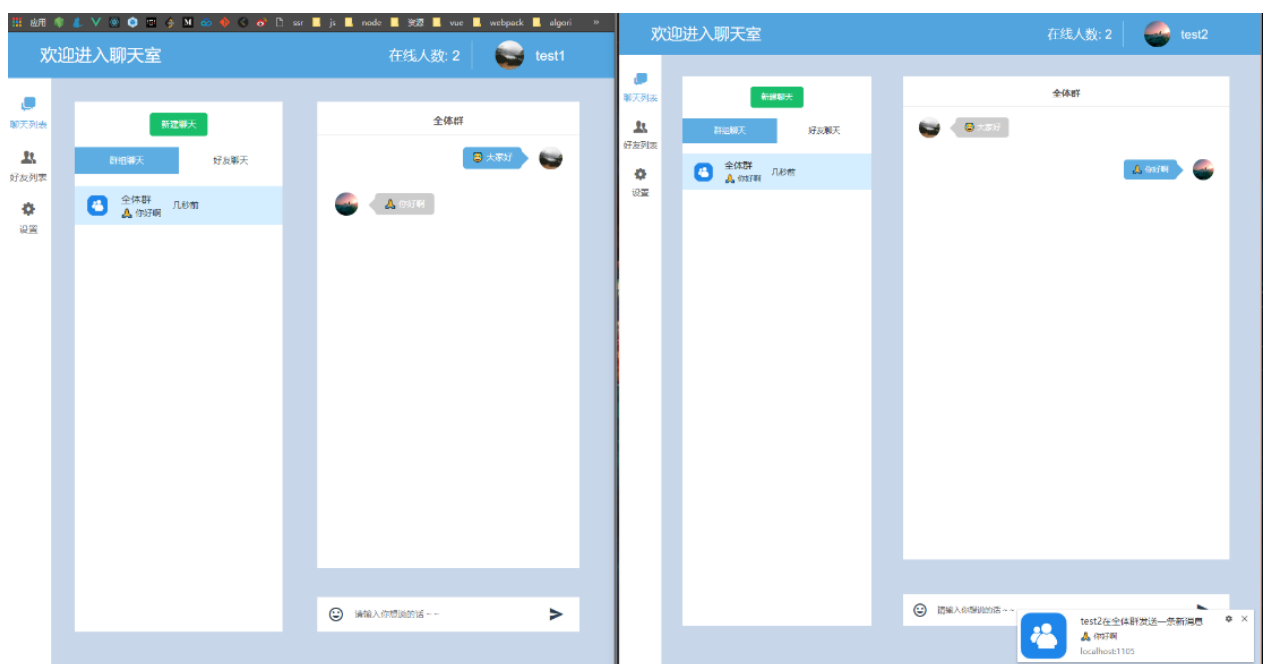 应用 ssr js node 资源 vue webpack algori »
欢迎进入聊天室 在线人数: 2 test1
聊天列表
好友列表
设置
新建聊天
群组聊天 好友聊天
全体群
🙏 你好啊 几秒前
全体群
大家好
🙏 你好啊
请输入你想说的话~~
欢迎进入聊天室 在线人数: 2 test2
聊天列表
好友列表
设置
新建聊天
群组聊天 好友聊天
全体群
🙏 你好啊 几秒前
全体群
大家好
🙏 你好啊
请输入你想说的话~~
test2在全体群发送一条新消息
🙏 你好啊
localhost:1105